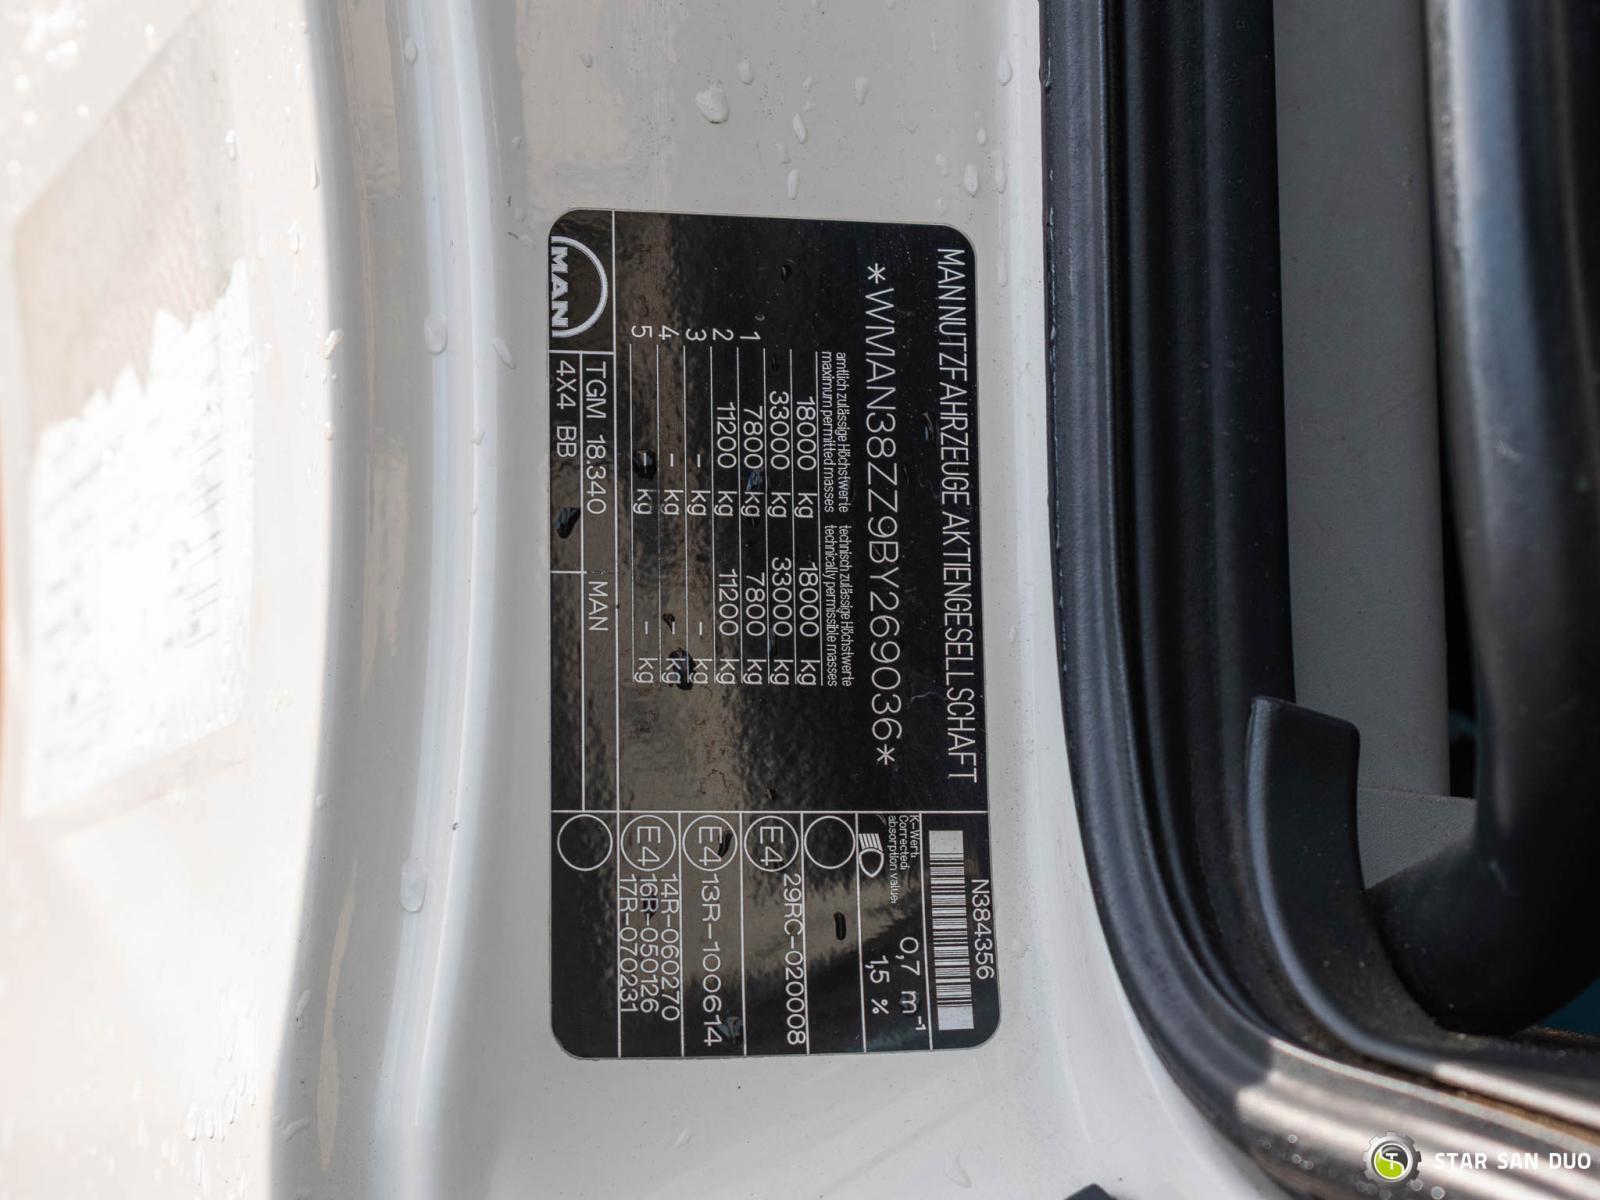 MAN NUTZFAHRZEUGE AKTIENGESELLSCHAFT
*WMAN38ZZ9BY269036*
amtlich zulässige Höchstwerte technisch zulässige Höchstwerte
maximum permitted masses technically permissible masses
18000 kg 18000 kg
33000 kg 33000 kg
1 7800 kg 7800 kg
2 11200 kg 11200 kg
3 - kg - kg
4 - kg - kg
5 - kg - kg
MAN
TGM 18.340 MAN
4X4 BB
N384356
K-Wert:
Corrected
absorption value:
0,7 m-1
1,5 %
E4 29RC-020008
E4 13R-100614
E4 14R-060270
16R-050126
17R-070231
STAR SAN DUO